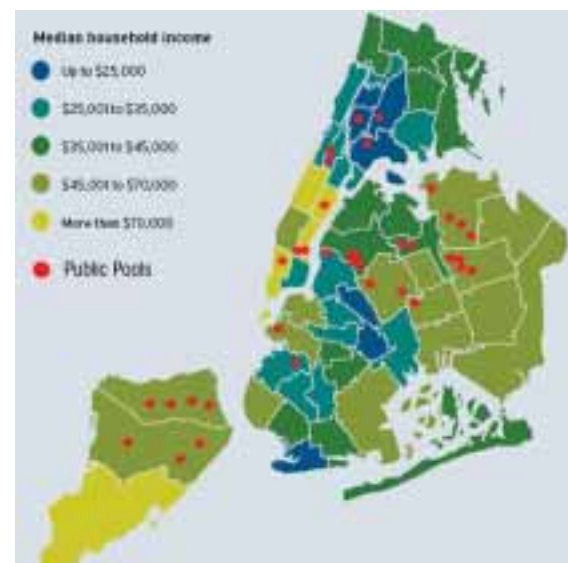 Median household income
Up to $25,000
$25,001 to $35,000
$35,001 to $45,000
$45,001 to $70,000
More than $70,000
Public Pools